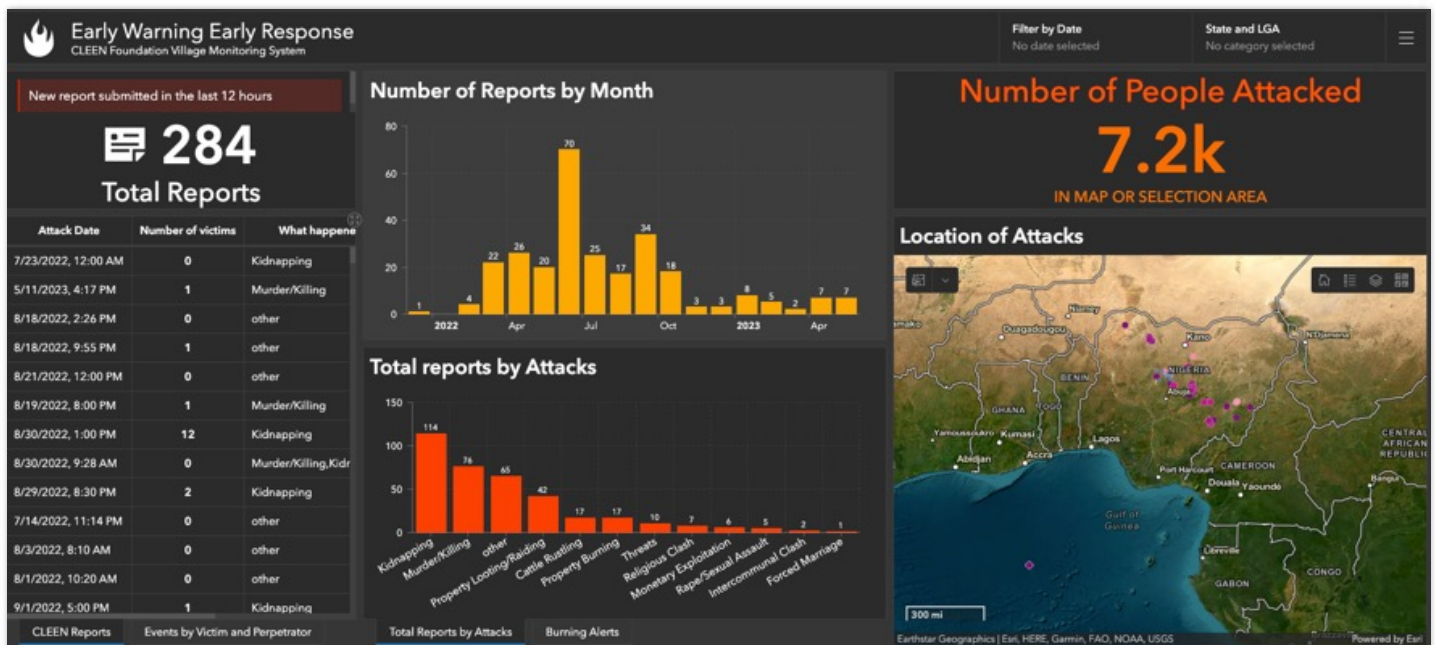 Early Warning Early Response
CLEEN Foundation Village Monitoring System
Filter by Date
No date selected
State and LGA
No category selected
New report submitted in the last 12 hours
284
Total Reports
Attack Date Number of victims What happene
7/23/2022, 12:00 AM 0 Kidnapping
5/11/2023, 4:17 PM 1 Murder/Killing
8/18/2022, 2:26 PM 0 other
8/18/2022, 9:55 PM 1 other
8/21/2022, 12:00 PM 0 other
8/19/2022, 8:00 PM 1 Murder/Killing
8/30/2022, 1:00 PM 12 Kidnapping
8/30/2022, 9:28 AM 0 Murder/Killing,Kidr
8/29/2022, 8:30 PM 2 Kidnapping
7/14/2022, 11:14 PM 0 other
8/3/2022, 8:10 AM 0 other
8/1/2022, 10:20 AM 0 other
9/1/2022, 5:00 PM 1 Kidnapping
CLEEN Reports Events by Victim and Perpetrator
Number of Reports by Month
80
60
40
20
0
1 4 22 26 20 70 25 17 34 18 3 3 8 5 2 7 7
2022 Apr Jul Oct 2023 Apr
Total reports by Attacks
150
100
50
0
114 76 65 42 17 17 10 7 6 5 2 1
Kidnapping
Murder/Killing
other
Property Looting/Raiding
Cattle Rustling
Property Burning
Threats
Religious Clash
Monetary Exploitation
Rape/Sexual Assault
Intercommunal Clash
Forced Marriage
Total Reports by Attacks Burning Alerts
Number of People Attacked
7.2k
IN MAP OR SELECTION AREA
Location of Attacks
Niamey
amako
Ouagadougou
Kano
N'Djamena
BENIN
NIGERIA
Abuja
GHANA
TOGO
Yamoussoukro
Kumasi
Lagos
CENTRAL
AFRICAN
REPUBLIC
Abidjan
Accra
Port Harcourt
CAMEROON
Douala
Yaoundé
Bangui
Gulf of
Guinea
Libreville
GABON
CONGO
300 mi
Brazzaville
Earthstar Geographics | Esri, HERE, Garmin, FAO, NOAA, USGS
Powered by Esri